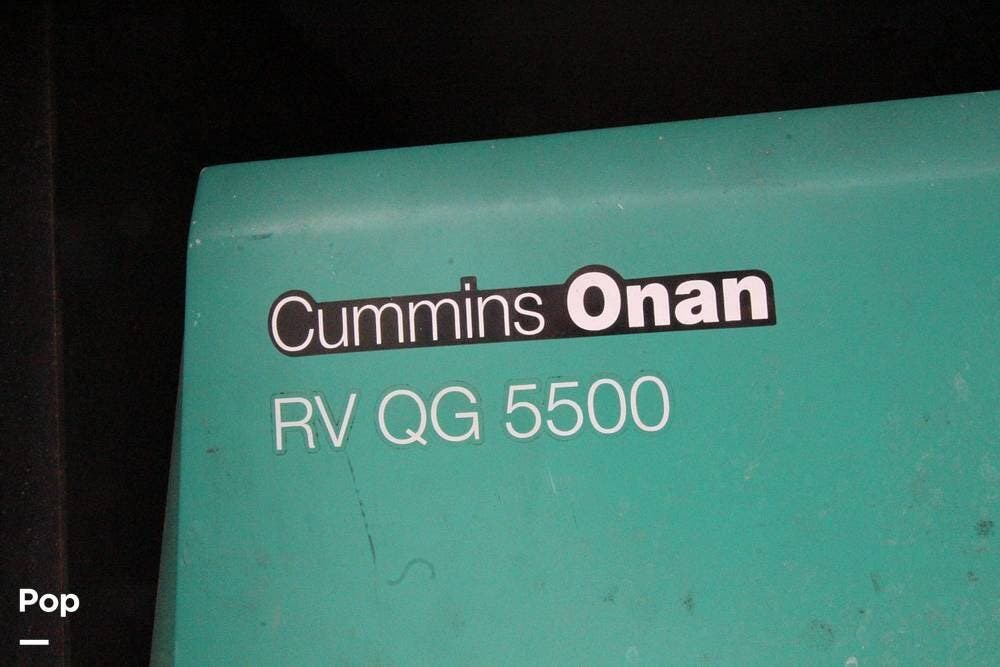 Cummins Onan
RV QG 5500
Pop